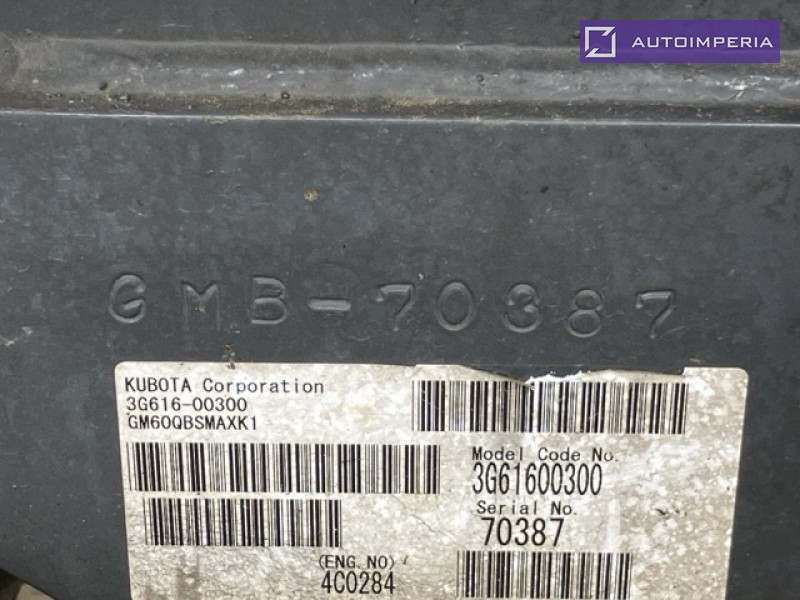 AUTOIMPERIA
GMB-70387
KUBOTA Corporation
3G616-00300
GM60QBSMAXK1
Model Code No.
3G61600300
Serial No.
70387
(ENG.NO)
4C0284